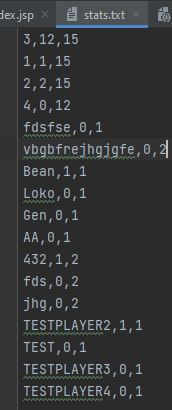 dex.jsp
stats.txt
3,12,15
1,1,15
2,2,15
4,0,12
fdsfse,0,1
vbgbfrejhgjgfe,0,2
Bean,1,1
Loko,0,1
Gen,0,1
AA,0,1
432,1,2
fds,0,2
jhg,0,2
TESTPLAYER2,1,1
TEST,0,1
TESTPLAYER3,0,1
TESTPLAYER4,0,1